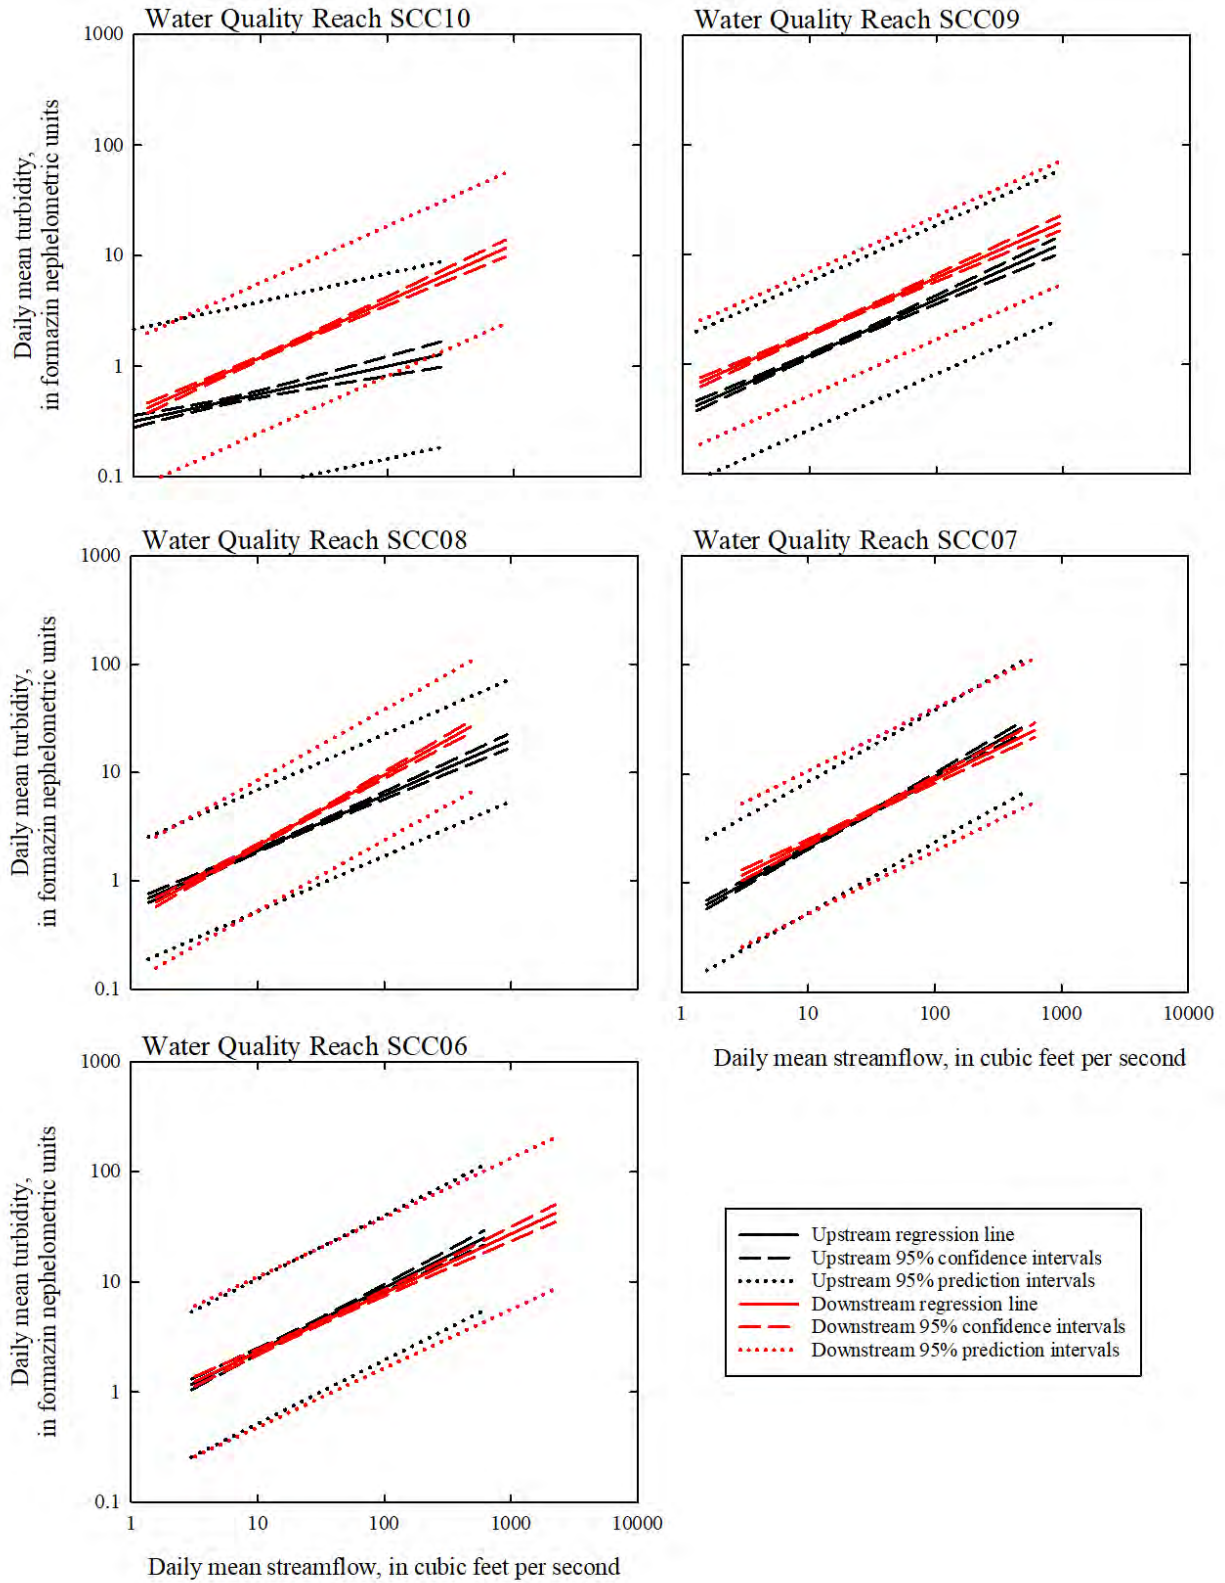 Water Quality Reach SCC10
Water Quality Reach SCC09
1000
100
10
1
0.1
Daily mean turbidity,
in formazin nephelometric units
Water Quality Reach SCC08
Water Quality Reach SCC07
1000
100
10
1
0.1
Daily mean turbidity,
in formazin nephelometric units
1
10
100
1000
10000
Daily mean streamflow, in cubic feet per second
Water Quality Reach SCC06
1000
100
10
1
0.1
Daily mean turbidity,
in formazin nephelometric units
1
10
100
1000
10000
Daily mean streamflow, in cubic feet per second
Upstream regression line
Upstream 95% confidence intervals
Upstream 95% prediction intervals
Downstream regression line
Downstream 95% confidence intervals
Downstream 95% prediction intervals